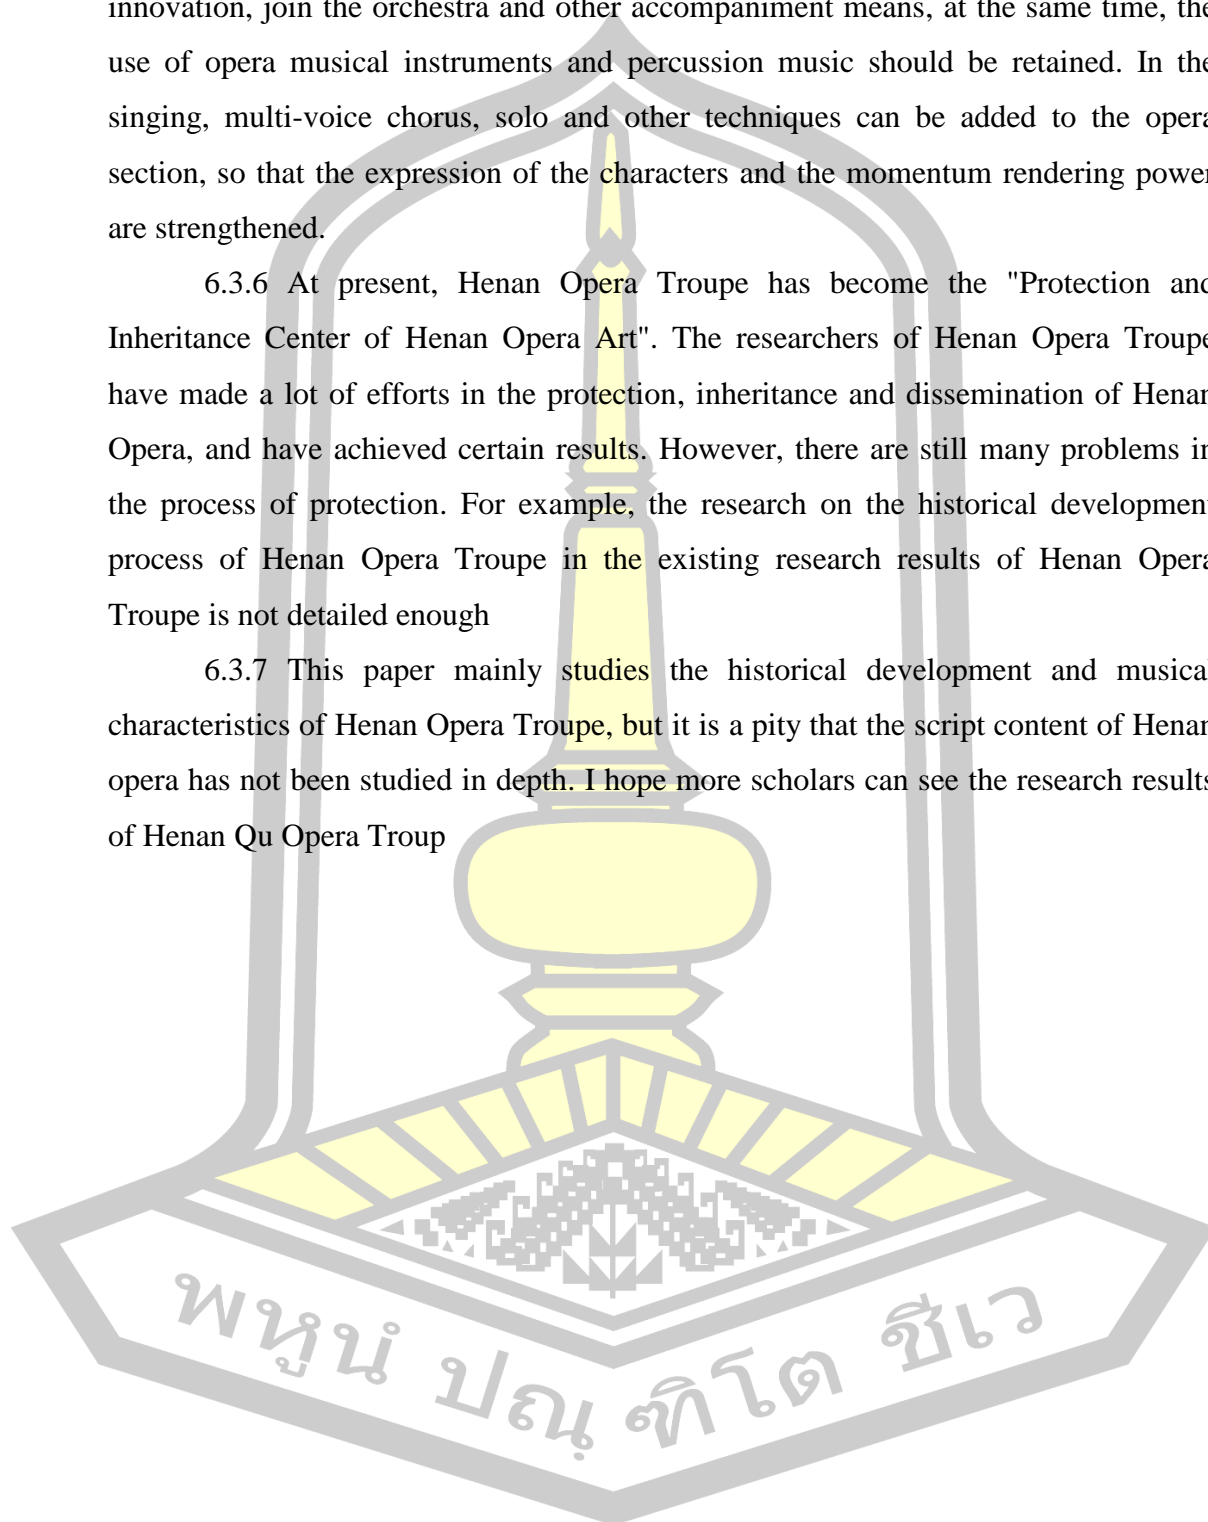 innovation, join the orchestra and other accompaniment means, at the same time, the
use of opera musical instruments and percussion music should be retained. In the
singing, multi-voice chorus, solo and other techniques can be added to the opera
section, so that the expression of the characters and the momentum rendering power
are strengthened.
6.3.6 At present, Henan Opera Troupe has become the "Protection and
Inheritance Center of Henan Opera Art". The researchers of Henan Opera Troupe
have made a lot of efforts in the protection, inheritance and dissemination of Henan
Opera, and have achieved certain results. However, there are still many problems in
the process of protection. For example, the research on the historical development
process of Henan Opera Troupe in the existing research results of Henan Opera
Troupe is not detailed enough
6.3.7 This paper mainly studies the historical development and musical
characteristics of Henan Opera Troupe, but it is a pity that the script content of Henan
opera has not been studied in depth. I hope more scholars can see the research results
of Henan Qu Opera Troup
พหูนํ ปณฺฑิโต ชีเว